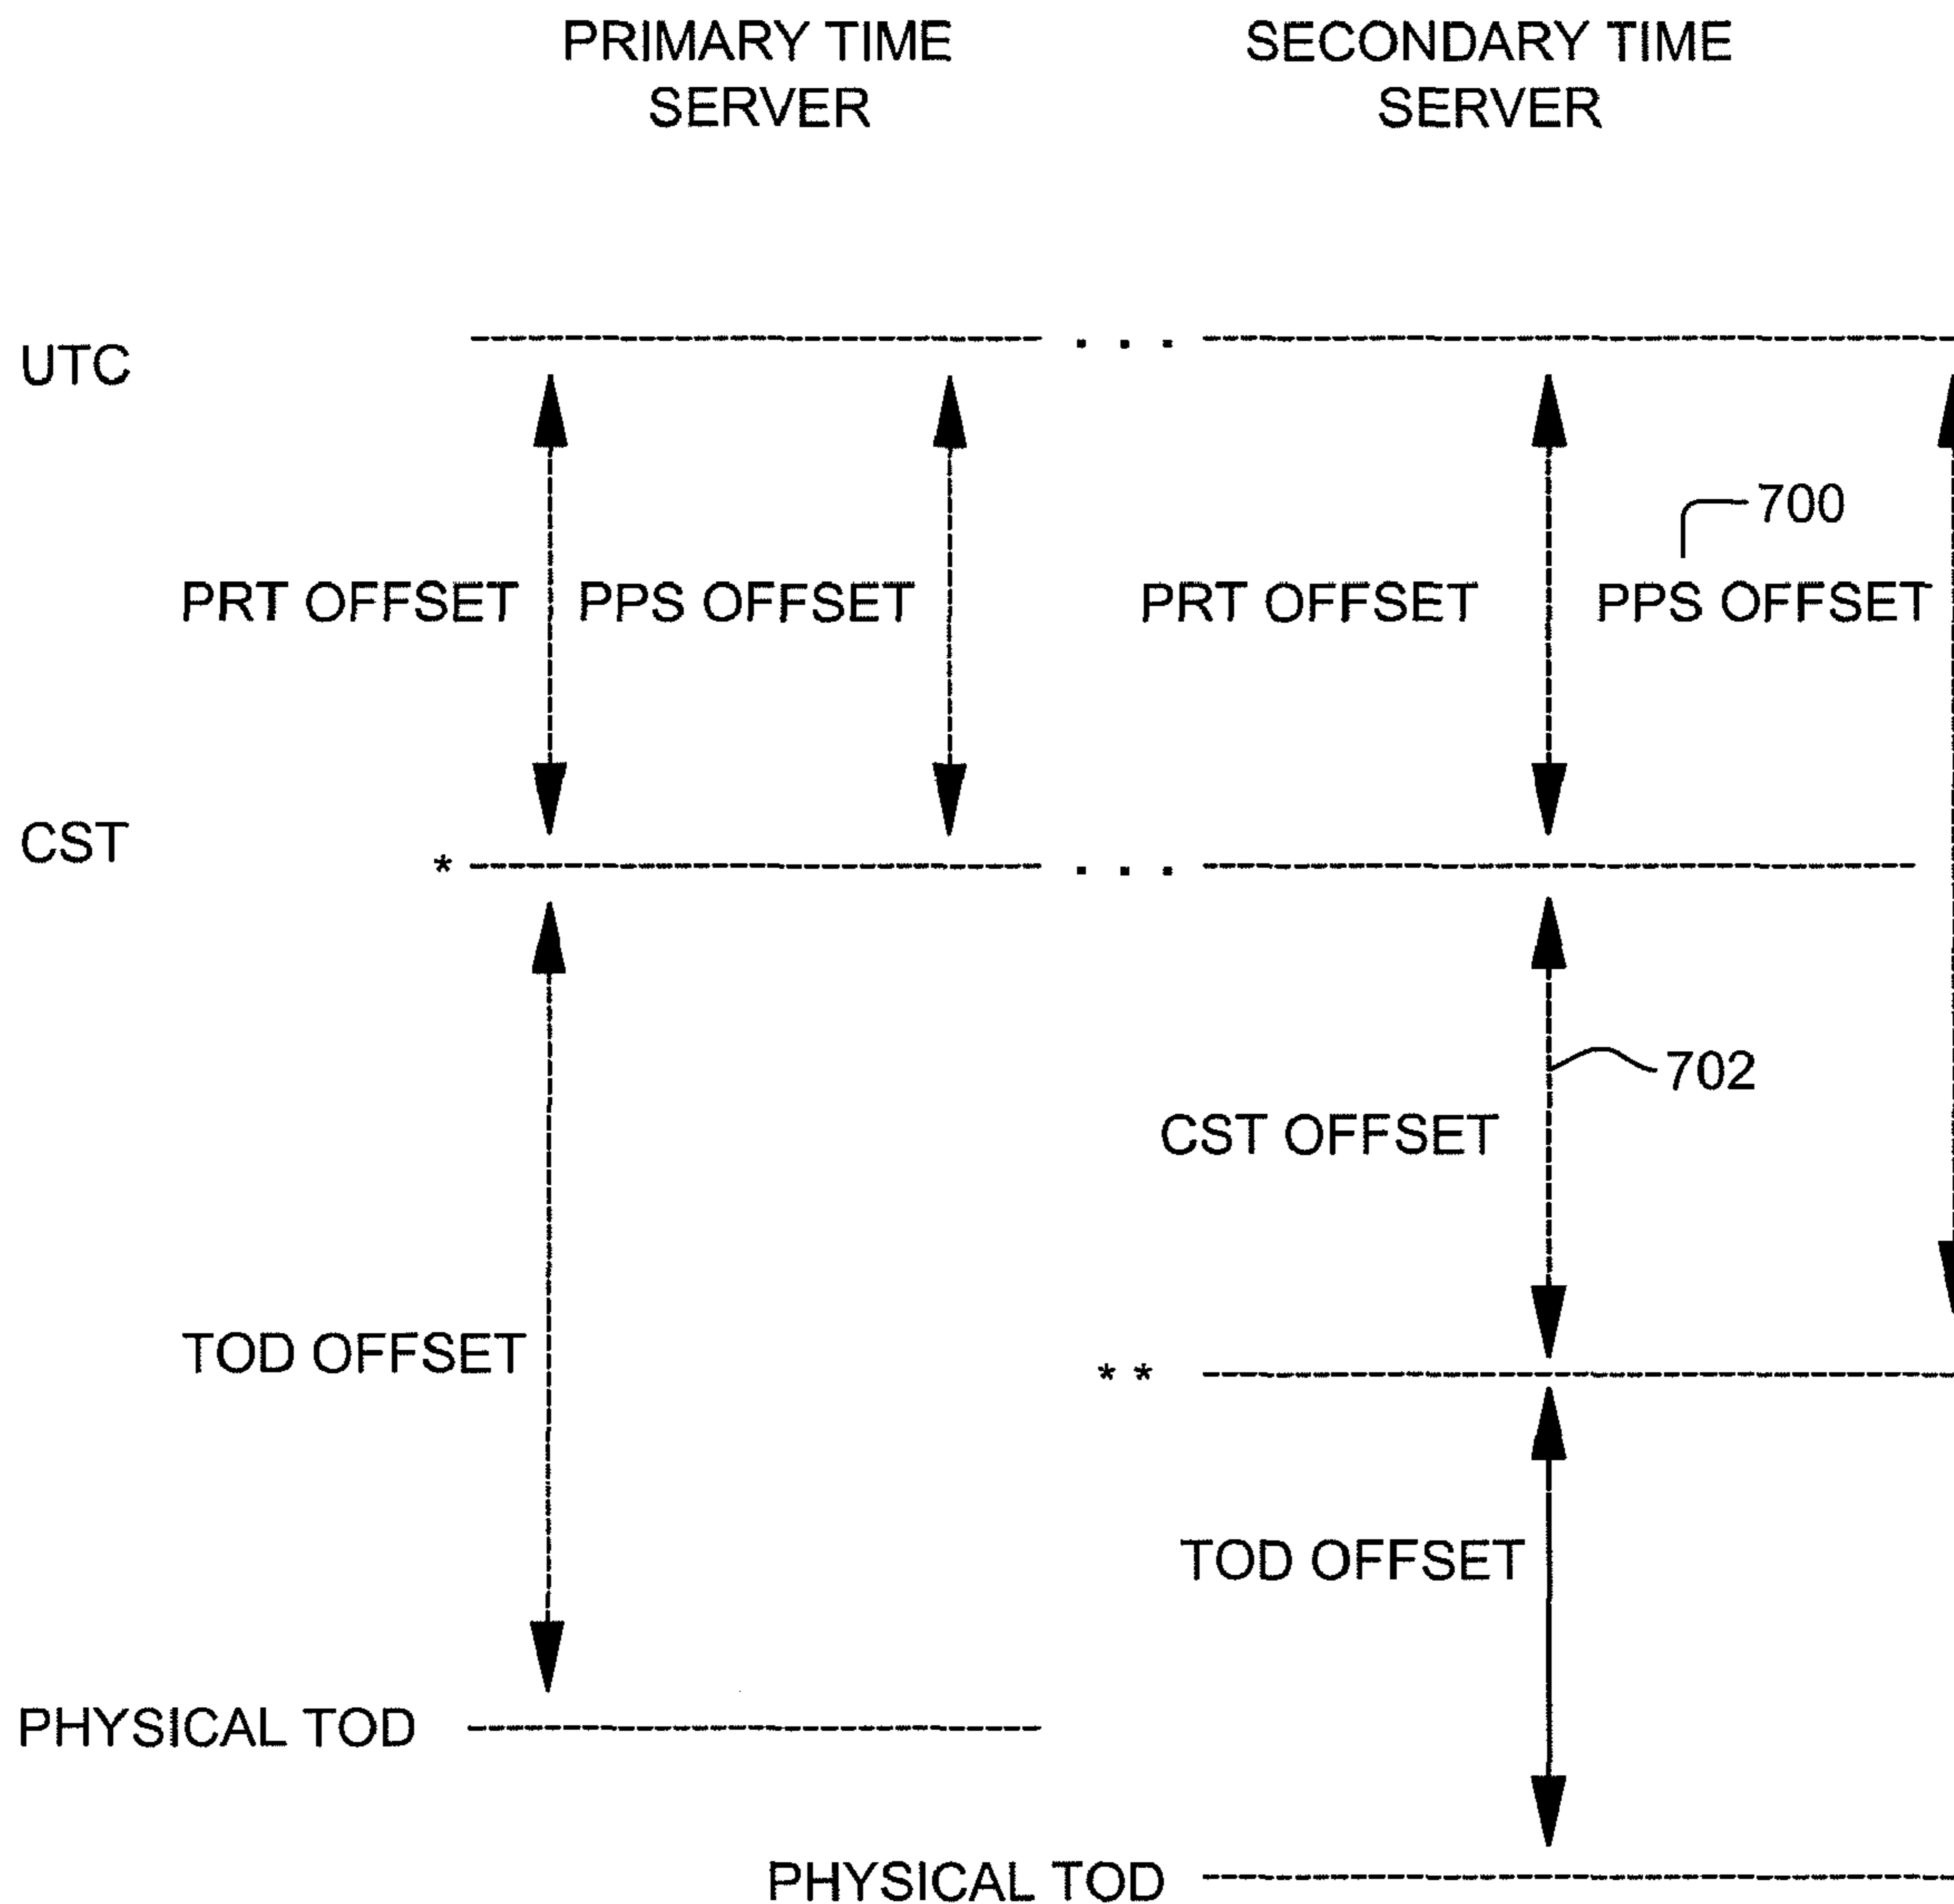 PRIMARY TIME
SERVER
SECONDARY TIME
SERVER
UTC
. . .
700
PRT OFFSET
PPS OFFSET
PRT OFFSET
PPS OFFSET
CST
*
. . .
702
CST OFFSET
TOD OFFSET
* *
TOD OFFSET
PHYSICAL TOD
PHYSICAL TOD